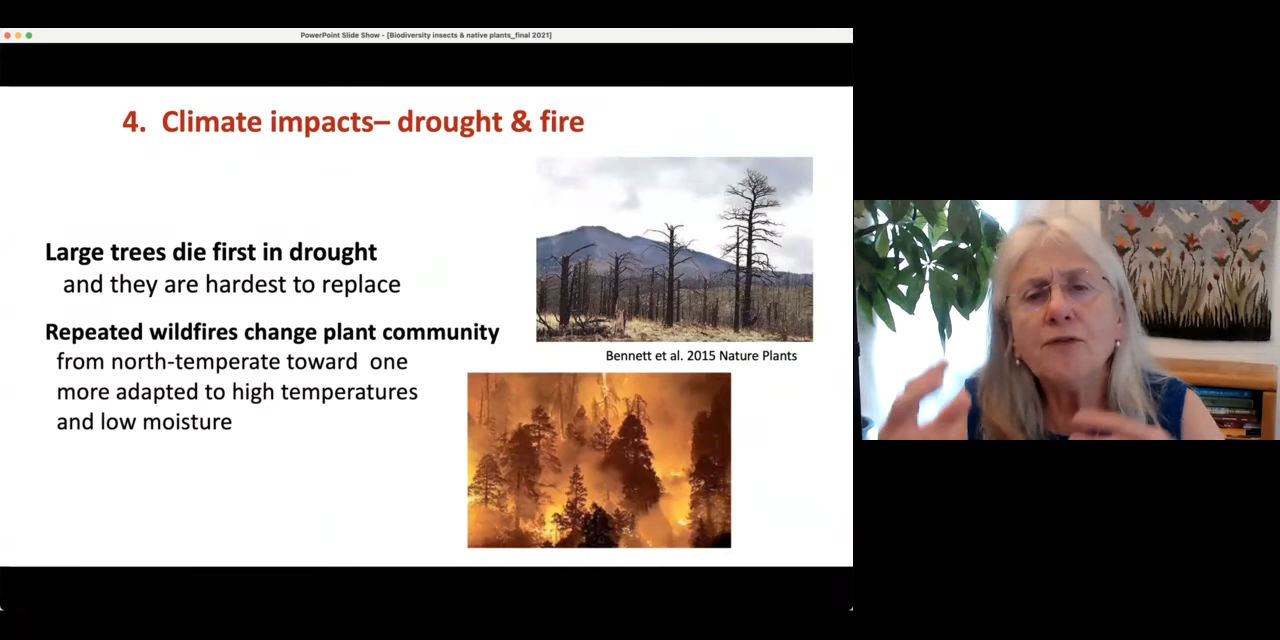 PowerPoint Slide Show - [Biodiversity insects & native plants_final 2021]
4. Climate impacts– drought & fire
Large trees die first in drought
and they are hardest to replace
Repeated wildfires change plant community
from north-temperate toward one
more adapted to high temperatures
and low moisture
Bennett et al. 2015 Nature Plants